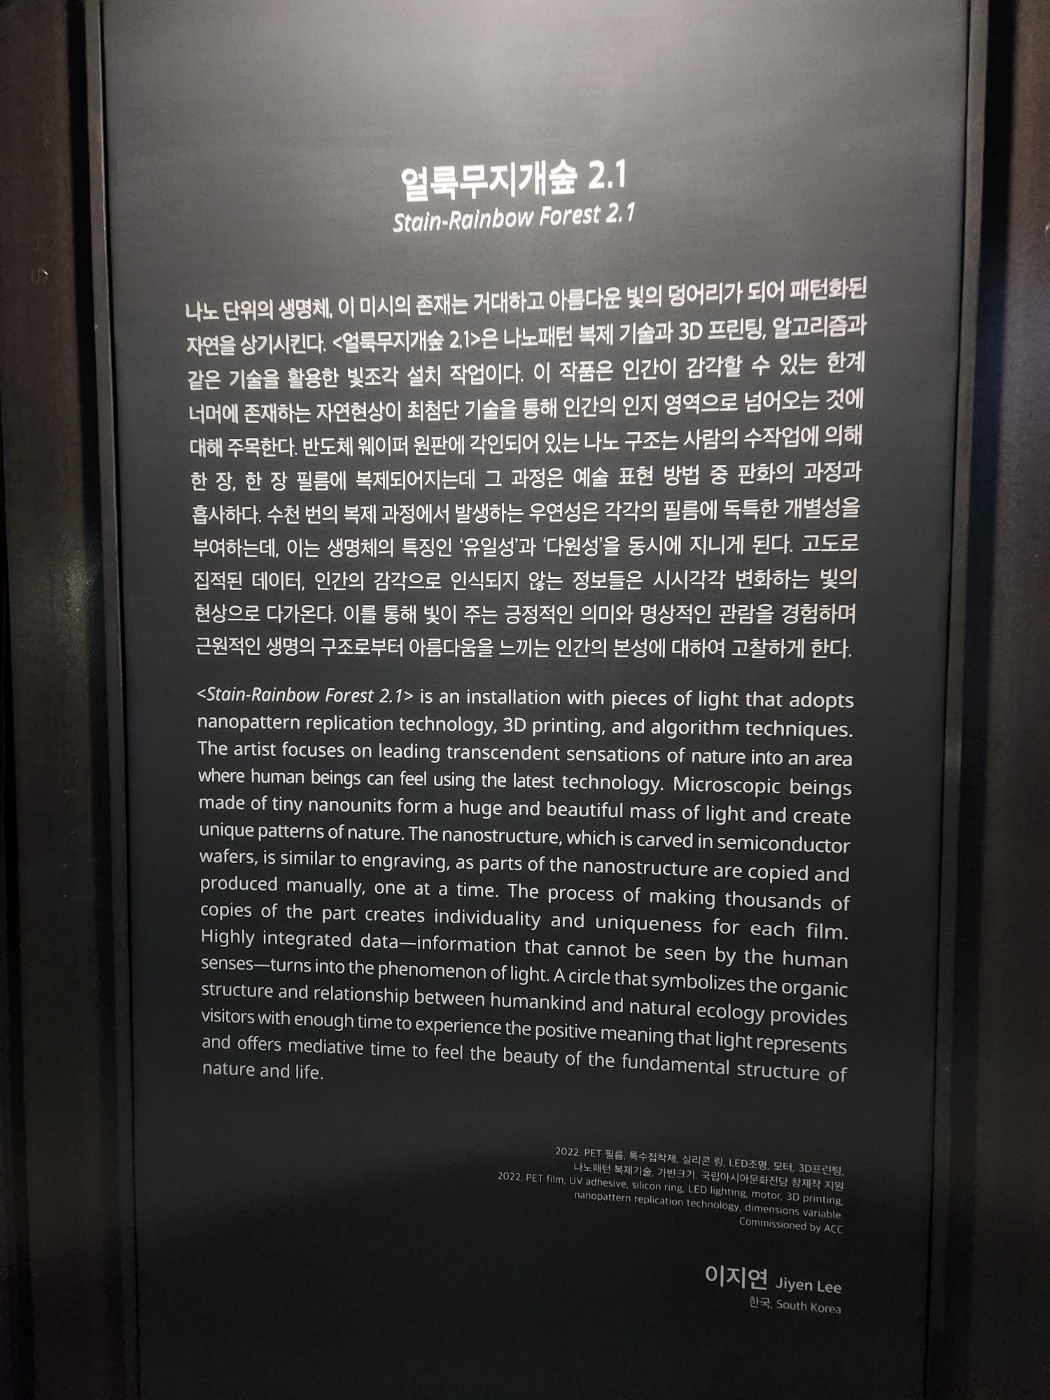 얼룩무지개숲 2.1
Stain-Rainbow Forest 2.1
나노 단위의 생명체, 이 미시의 존재는 거대하고 아름다운 빛의 덩어리가 되어 패턴화된
자연을 상기시킨다. <얼룩무지개숲 2.1>은 나노패턴 복제 기술과 3D 프린팅, 알고리즘과
같은 기술을 활용한 빛조각 설치 작업이다. 이 작품은 인간이 감각할 수 있는 한계
너머에 존재하는 자연현상이 최첨단 기술을 통해 인간의 인지 영역으로 넘어오는 것에
대해 주목한다. 반도체 웨이퍼 원판에 각인되어 있는 나노 구조는 사람의 수작업에 의해
한 장, 한 장 필름에 복제되어지는데 그 과정은 예술 표현 방법 중 판화의 과정과
흡사하다. 수천 번의 복제 과정에서 발생하는 우연성은 각각의 필름에 독특한 개별성을
부여하는데, 이는 생명체의 특징인 ‘유일성’과 ‘다원성’을 동시에 지니게 된다. 고도로
집적된 데이터, 인간의 감각으로 인식되지 않는 정보들은 시시각각 변화하는 빛의
현상으로 다가온다. 이를 통해 빛이 주는 긍정적인 의미와 명상적인 관람을 경험하며
근원적인 생명의 구조로부터 아름다움을 느끼는 인간의 본성에 대하여 고찰하게 한다.
<Stain-Rainbow Forest 2.1> is an installation with pieces of light that adopts
nanopattern replication technology, 3D printing, and algorithm techniques.
The artist focuses on leading transcendent sensations of nature into an area
where human beings can feel using the latest technology. Microscopic beings
made of tiny nanounits form a huge and beautiful mass of light and create
unique patterns of nature. The nanostructure, which is carved in semiconductor
wafers, is similar to engraving, as parts of the nanostructure are copied and
produced manually, one at a time. The process of making thousands of
copies of the part creates individuality and uniqueness for each film.
Highly integrated data—information that cannot be seen by the human
senses—turns into the phenomenon of light. A circle that symbolizes the organic
structure and relationship between humankind and natural ecology provides
visitors with enough time to experience the positive meaning that light represents
and offers mediative time to feel the beauty of the fundamental structure of
nature and life.
2022. PET 필름, 특수접착제, 실리콘 링, LED조명, 모터, 3D프린팅,
나노패턴 복제기술, 가변크기. 국립아시아문화전당 창제작 지원
2022. PET film, UV adhesive, silicon ring, LED lighting, motor, 3D printing,
nanopattern replication technology, dimensions variable.
Commissioned by ACC
이지연 Jiyen Lee
한국, South Korea